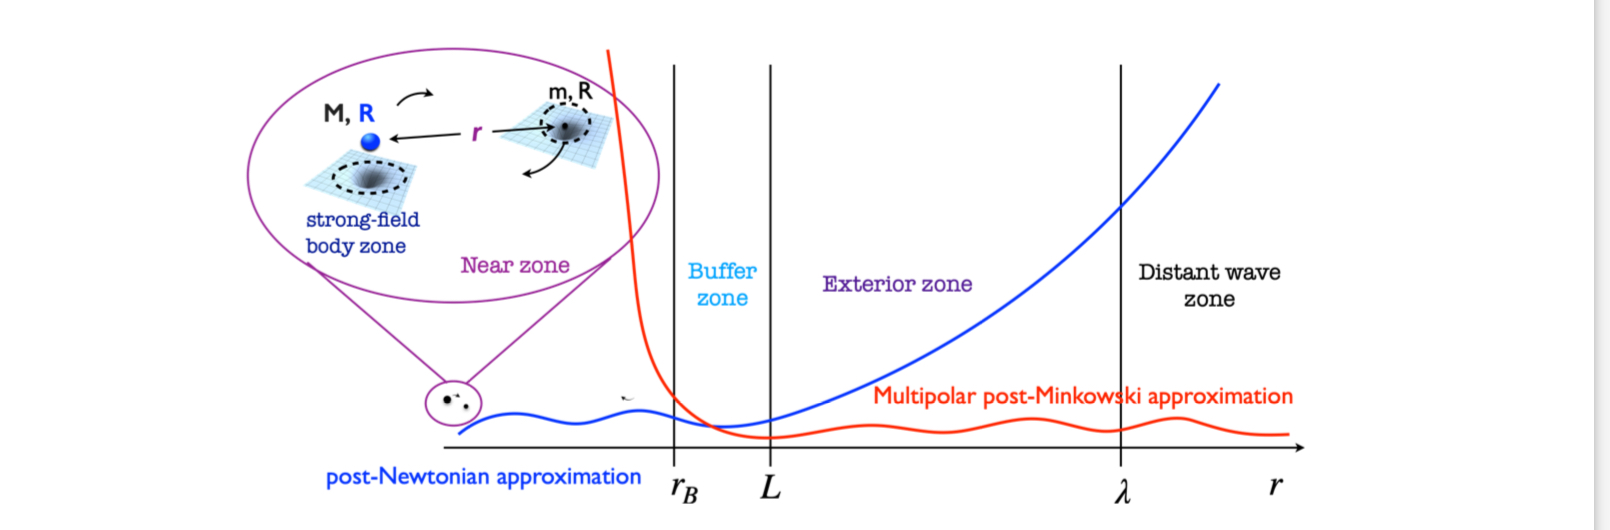 m, R
M, R
r
strong-field
body zone
Near zone
Buffer
zone
Exterior zone
Distant wave
zone
Multipolar post-Minkowski approximation
post-Newtonian approximation
r_B
L
λ
r